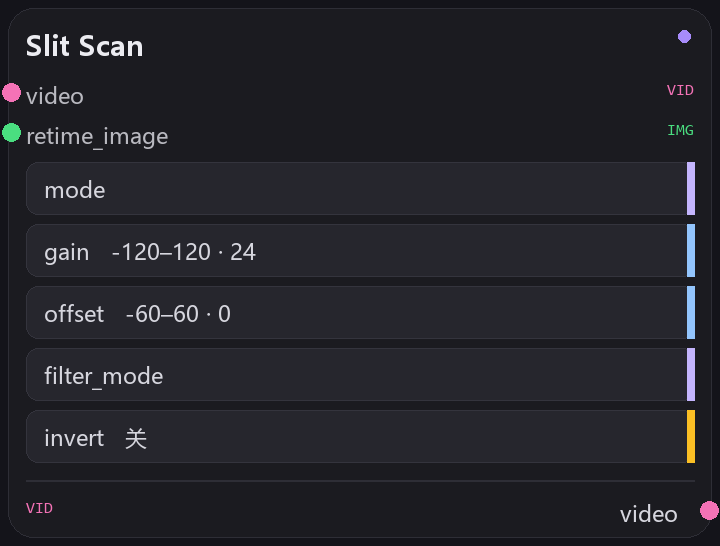 Slit Scan
video VID
retime_image IMG
mode
gain -120–120 · 24
offset -60–60 · 0
filter_mode
invert 关
VID video